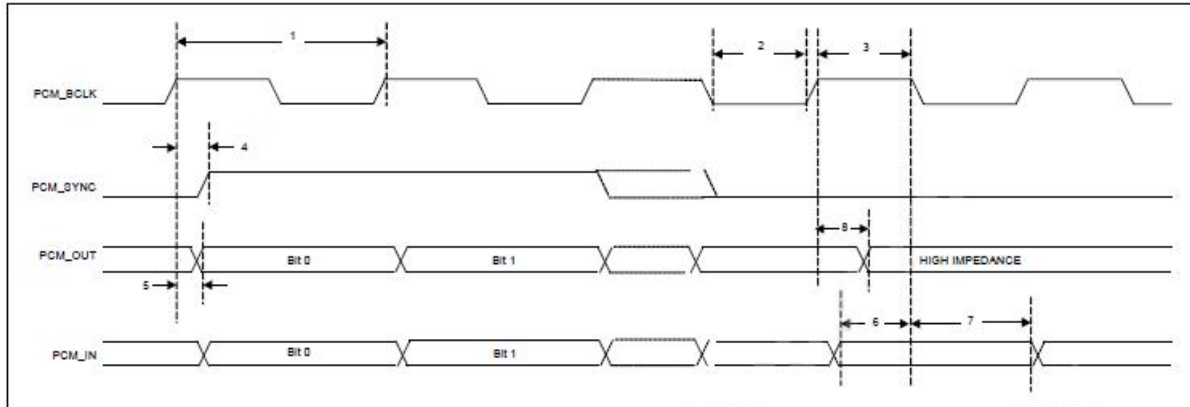 1
2
3
PCM_BCLK
4
PCM_SYNC
8
PCM_OUT
Bit 0
Bit 1
HIGH IMPEDANCE
5
6
7
PCM_IN
Bit 0
Bit 1